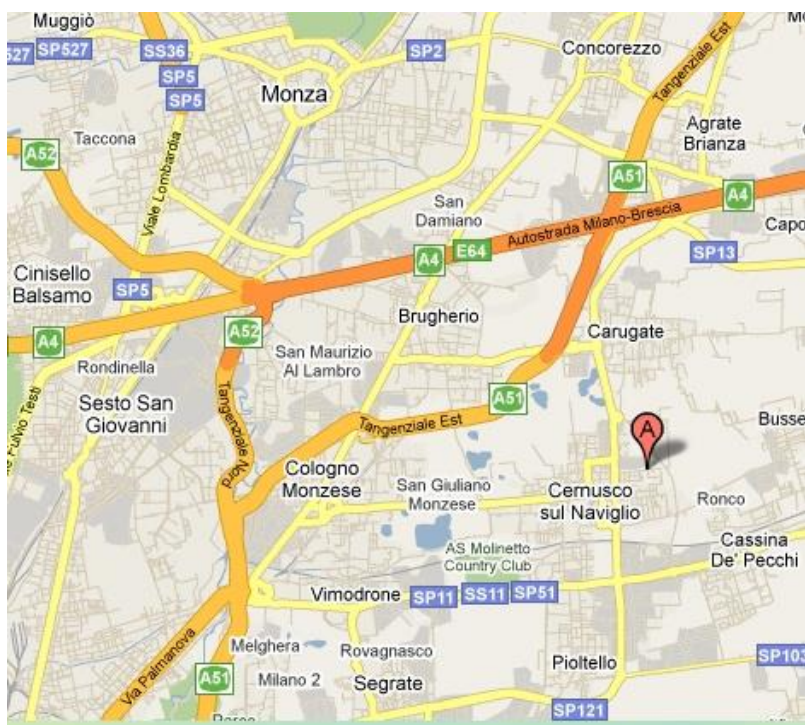 Muggiò
SP527
SP527
SS36
SP5
SP5
SP2
Concorezzo
Tangenziale Est
Monza
Taccona
A52
Agrate
Brianza
A51
A4
Viale Lombardia
San
Damiano
Autostrada Milano-Brescia
E64
A4
SP13
Cinisello
Balsamo
SP5
Brugherio
A52
A4
Carugate
Rondinella
San Maurizio
Al Lambro
Sesto San
Giovanni
Fulvio Testi
Tangenziale Nord
A51
Tangenziale Est
A
Cologno
Monzese
San Giuliano
Monzese
Cernusco
sul Naviglio
Ronco
Cassina
De' Pecchi
AS Molinetto
Country Club
Vimodrone
SP11
SS11
SP51
Melghera
Rovagnasco
Via Palmanova
A51
Milano 2
Segrate
Pioltello
SP103
SP121